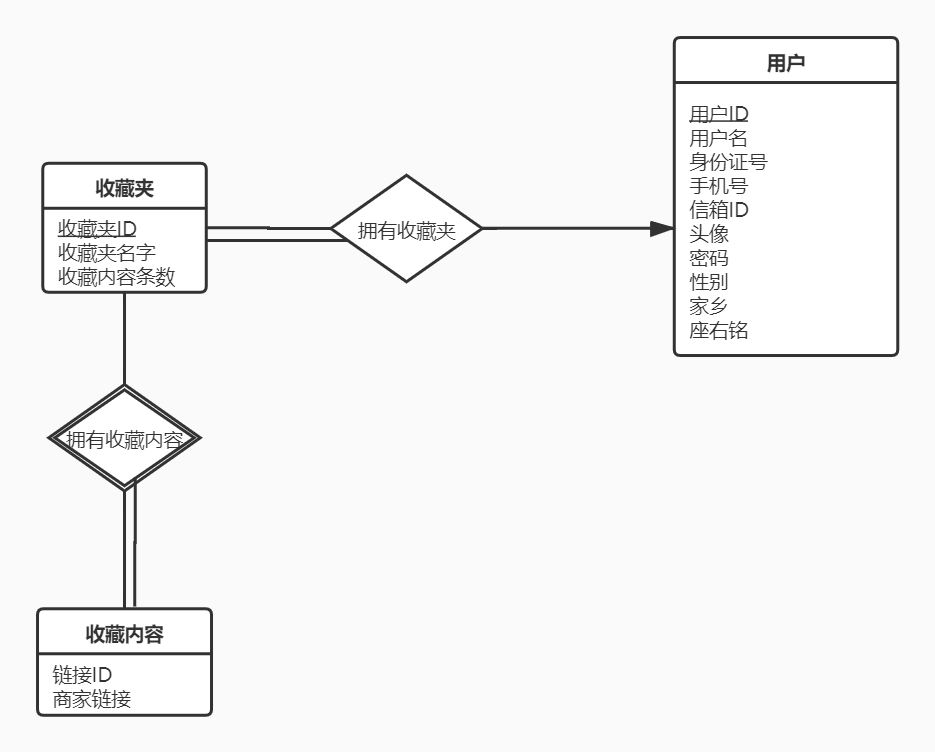 用户
用户ID
用户名
身份证号
手机号
信箱ID
头像
密码
性别
家乡
座右铭
收藏夹
收藏夹ID
收藏夹名字
收藏内容条数
拥有收藏夹
拥有收藏内容
收藏内容
链接ID
商家链接